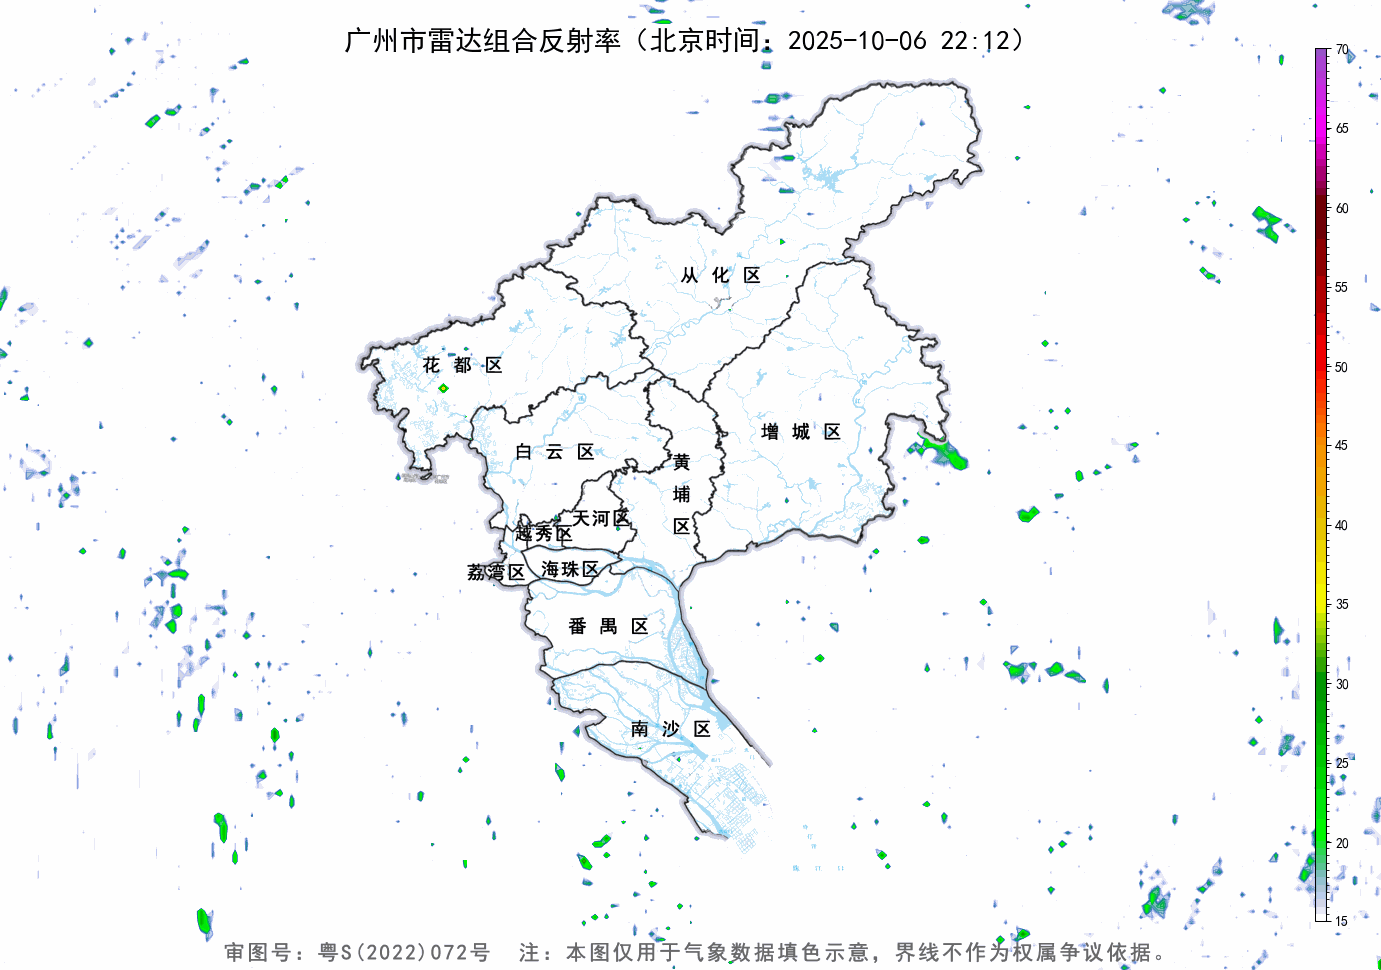 广州市雷达组合反射率（北京时间：2025-10-06 22:12）
70
65
60
55
50
45
40
35
30
25
20
15
从化区
花都区
增城区
白云区
黄埔区
天河区
越秀区
荔湾区
海珠区
番禺区
南沙区
审图号：粤S(2022)072号 注：本图仅用于气象数据填色示意，界线不作为权属争议依据。